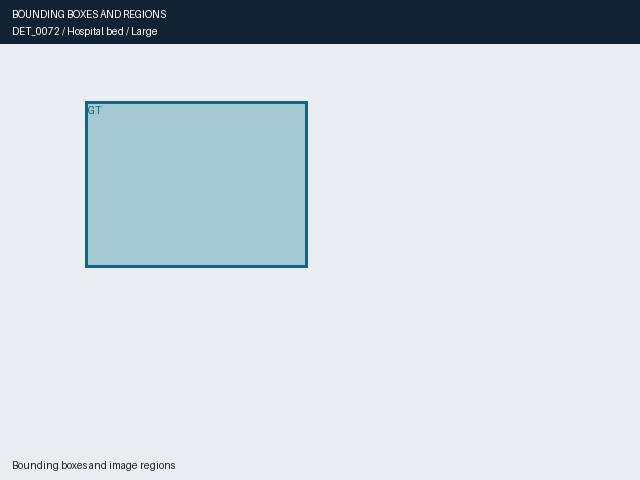 BOUNDING BOXES AND REGIONS
DET_0072 / Hospital bed / Large
GT
Bounding boxes and image regions